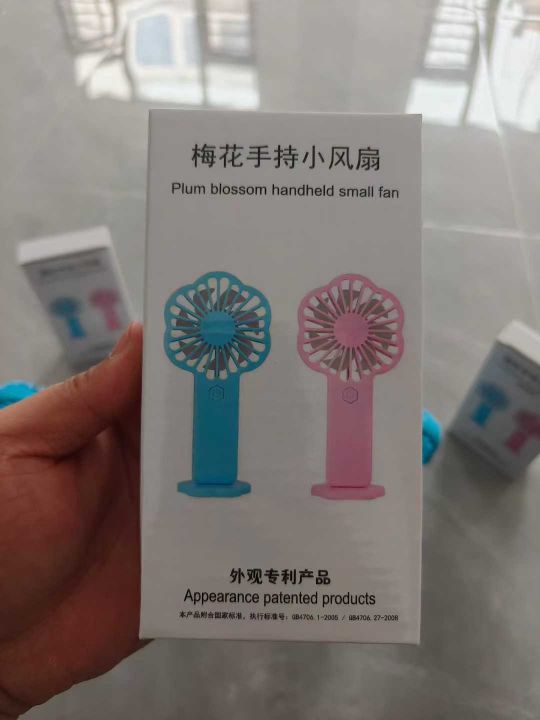 梅花手持小风扇
Plum blossom handheld small fan
外观专利产品
Appearance patented products
本产品附合国家标准，执行标准号：GB4706.1-2005 / GB4706.27-2008